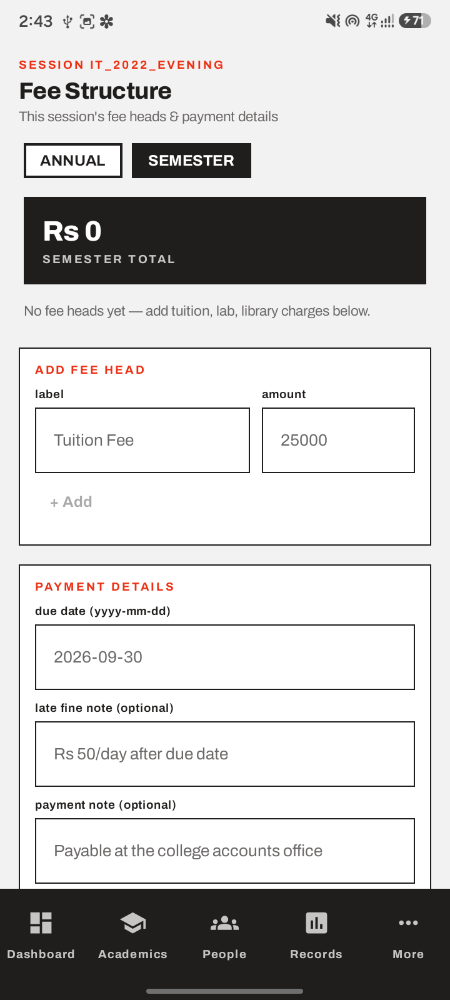 2:43 4G 71
SESSION IT_2022_EVENING
Fee Structure
This session's fee heads & payment details
ANNUAL SEMESTER
Rs 0
SEMESTER TOTAL
No fee heads yet — add tuition, lab, library charges below.
ADD FEE HEAD
label amount
Tuition Fee 25000
+ Add
PAYMENT DETAILS
due date (yyyy-mm-dd)
2026-09-30
late fine note (optional)
Rs 50/day after due date
payment note (optional)
Payable at the college accounts office
Dashboard Academics People Records More